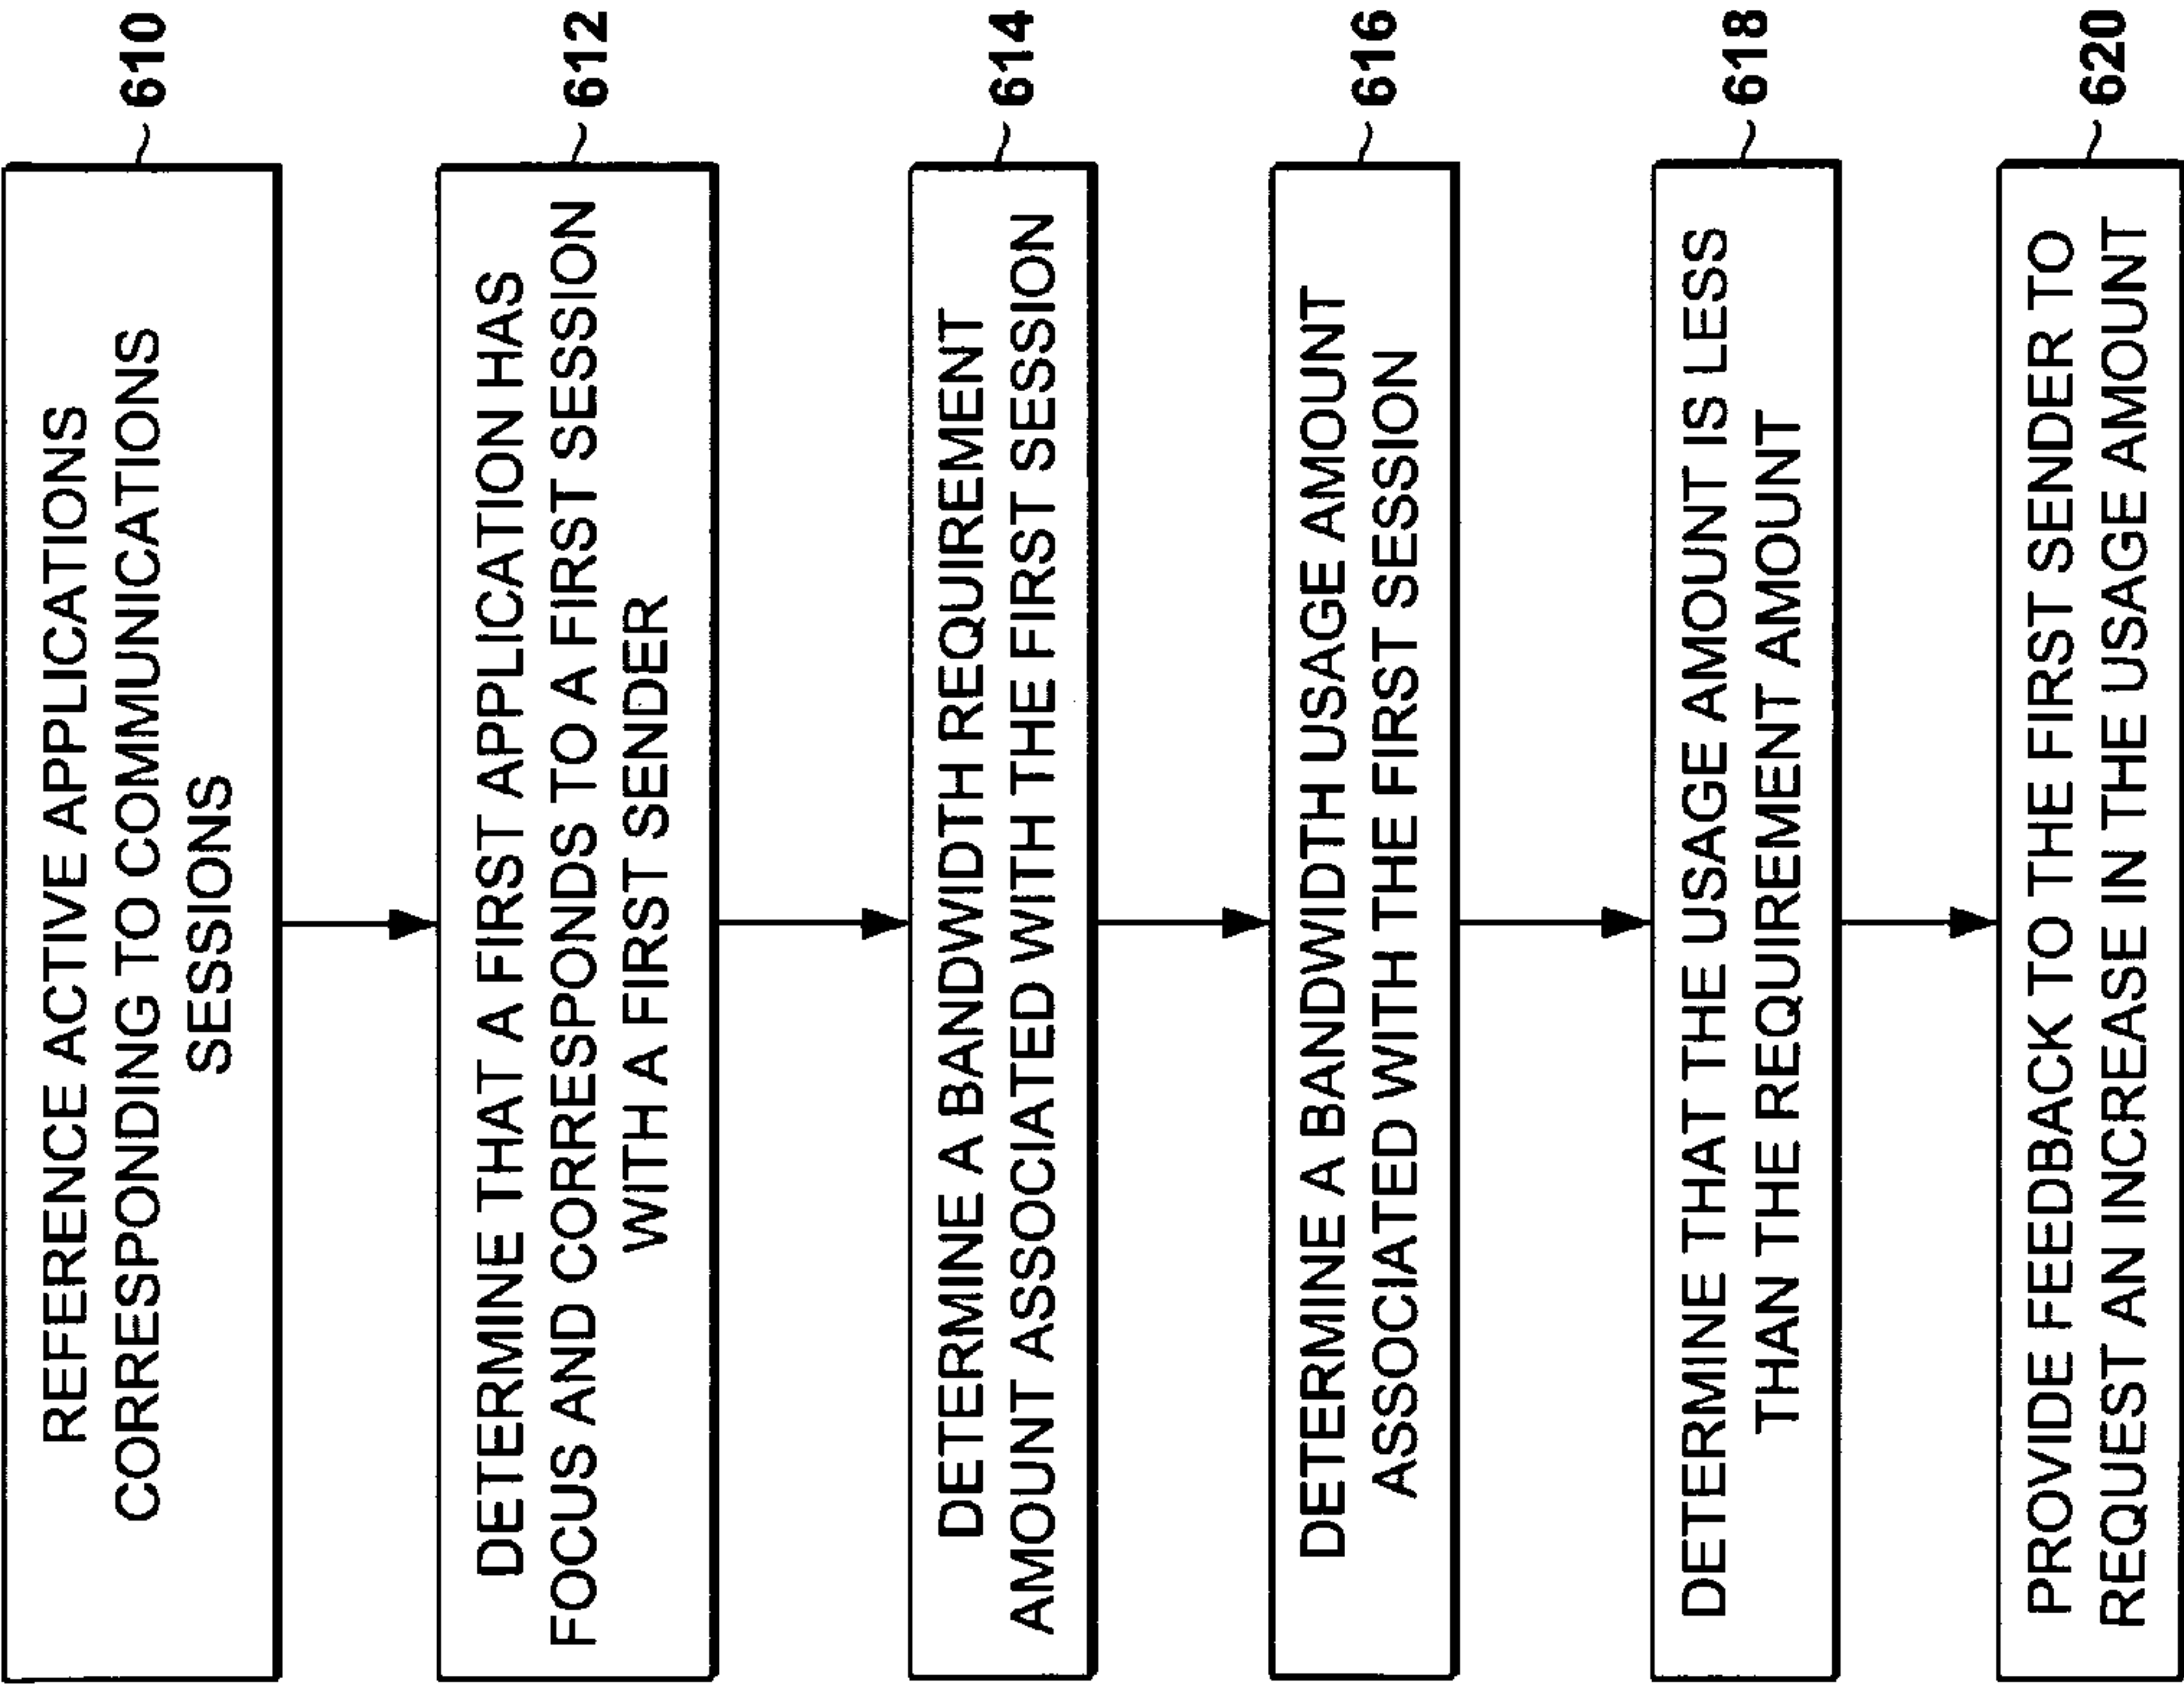 REFERENCE ACTIVE APPLICATIONS
CORRESPONDING TO COMMUNICATIONS
SESSIONS
610
DETERMINE THAT A FIRST APPLICATION HAS
FOCUS AND CORRESPONDS TO A FIRST SESSION
WITH A FIRST SENDER
612
DETERMINE A BANDWIDTH REQUIREMENT
AMOUNT ASSOCIATED WITH THE FIRST SESSION
614
DETERMINE A BANDWIDTH USAGE AMOUNT
ASSOCIATED WITH THE FIRST SESSION
616
DETERMINE THAT THE USAGE AMOUNT IS LESS
THAN THE REQUIREMENT AMOUNT
618
PROVIDE FEEDBACK TO THE FIRST SENDER TO
REQUEST AN INCREASE IN THE USAGE AMOUNT
620